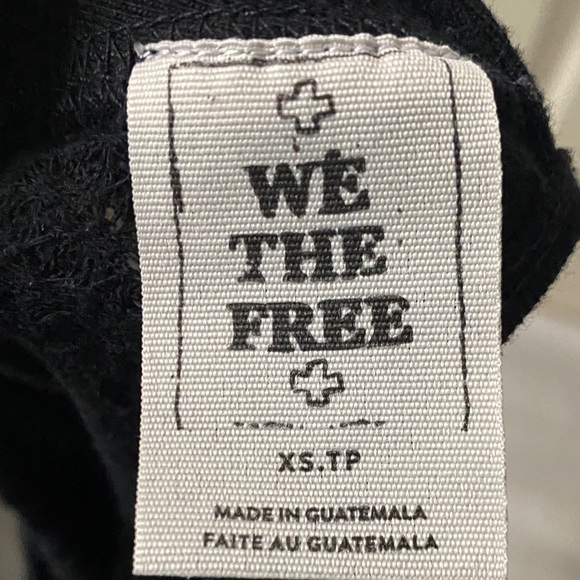 WE
THE
FREE
XS.TP
MADE IN GUATEMALA
FAITE AU GUATEMALA